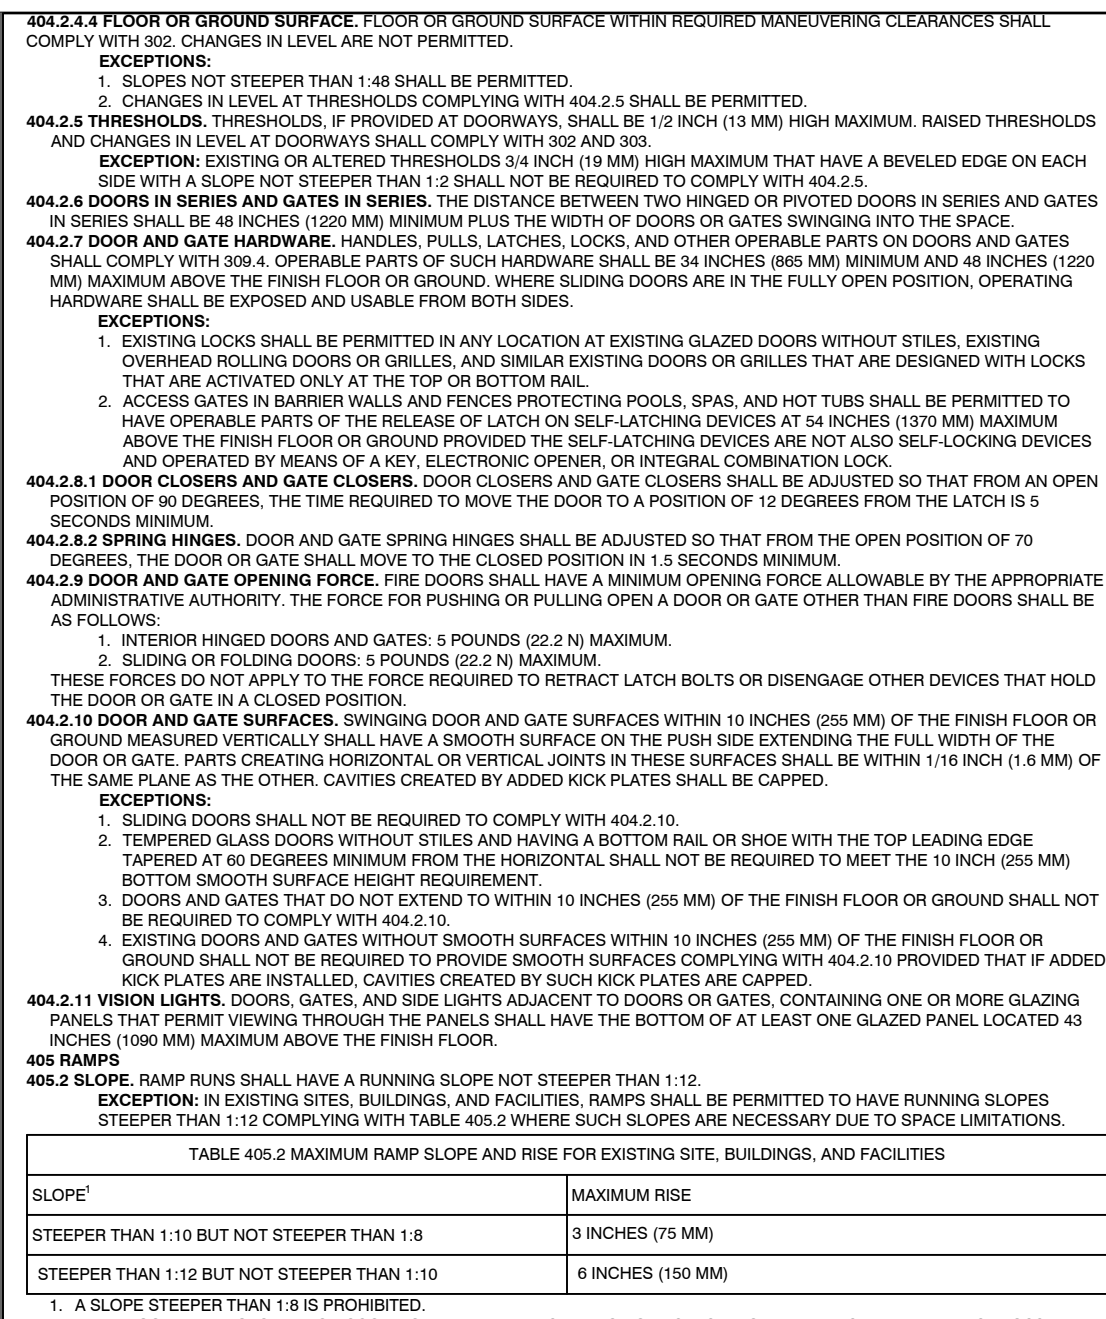 404.2.4.4 FLOOR OR GROUND SURFACE. FLOOR OR GROUND SURFACE WITHIN REQUIRED MANEUVERING CLEARANCES SHALL
COMPLY WITH 302. CHANGES IN LEVEL ARE NOT PERMITTED.
EXCEPTIONS:
1. SLOPES NOT STEEPER THAN 1:48 SHALL BE PERMITTED.
2. CHANGES IN LEVEL AT THRESHOLDS COMPLYING WITH 404.2.5 SHALL BE PERMITTED.
404.2.5 THRESHOLDS. THRESHOLDS, IF PROVIDED AT DOORWAYS, SHALL BE 1/2 INCH (13 MM) HIGH MAXIMUM. RAISED THRESHOLDS
AND CHANGES IN LEVEL AT DOORWAYS SHALL COMPLY WITH 302 AND 303.
EXCEPTION: EXISTING OR ALTERED THRESHOLDS 3/4 INCH (19 MM) HIGH MAXIMUM THAT HAVE A BEVELED EDGE ON EACH
SIDE WITH A SLOPE NOT STEEPER THAN 1:2 SHALL NOT BE REQUIRED TO COMPLY WITH 404.2.5.
404.2.6 DOORS IN SERIES AND GATES IN SERIES. THE DISTANCE BETWEEN TWO HINGED OR PIVOTED DOORS IN SERIES AND GATES
IN SERIES SHALL BE 48 INCHES (1220 MM) MINIMUM PLUS THE WIDTH OF DOORS OR GATES SWINGING INTO THE SPACE.
404.2.7 DOOR AND GATE HARDWARE. HANDLES, PULLS, LATCHES, LOCKS, AND OTHER OPERABLE PARTS ON DOORS AND GATES
SHALL COMPLY WITH 309.4. OPERABLE PARTS OF SUCH HARDWARE SHALL BE 34 INCHES (865 MM) MINIMUM AND 48 INCHES (1220
MM) MAXIMUM ABOVE THE FINISH FLOOR OR GROUND. WHERE SLIDING DOORS ARE IN THE FULLY OPEN POSITION, OPERATING
HARDWARE SHALL BE EXPOSED AND USABLE FROM BOTH SIDES.
EXCEPTIONS:
1. EXISTING LOCKS SHALL BE PERMITTED IN ANY LOCATION AT EXISTING GLAZED DOORS WITHOUT STILES, EXISTING
OVERHEAD ROLLING DOORS OR GRILLES, AND SIMILAR EXISTING DOORS OR GRILLES THAT ARE DESIGNED WITH LOCKS
THAT ARE ACTIVATED ONLY AT THE TOP OR BOTTOM RAIL.
2. ACCESS GATES IN BARRIER WALLS AND FENCES PROTECTING POOLS, SPAS, AND HOT TUBS SHALL BE PERMITTED TO
HAVE OPERABLE PARTS OF THE RELEASE OF LATCH ON SELF-LATCHING DEVICES AT 54 INCHES (1370 MM) MAXIMUM
ABOVE THE FINISH FLOOR OR GROUND PROVIDED THE SELF-LATCHING DEVICES ARE NOT ALSO SELF-LOCKING DEVICES
AND OPERATED BY MEANS OF A KEY, ELECTRONIC OPENER, OR INTEGRAL COMBINATION LOCK.
404.2.8.1 DOOR CLOSERS AND GATE CLOSERS. DOOR CLOSERS AND GATE CLOSERS SHALL BE ADJUSTED SO THAT FROM AN OPEN
POSITION OF 90 DEGREES, THE TIME REQUIRED TO MOVE THE DOOR TO A POSITION OF 12 DEGREES FROM THE LATCH IS 5
SECONDS MINIMUM.
404.2.8.2 SPRING HINGES. DOOR AND GATE SPRING HINGES SHALL BE ADJUSTED SO THAT FROM THE OPEN POSITION OF 70
DEGREES, THE DOOR OR GATE SHALL MOVE TO THE CLOSED POSITION IN 1.5 SECONDS MINIMUM.
404.2.9 DOOR AND GATE OPENING FORCE. FIRE DOORS SHALL HAVE A MINIMUM OPENING FORCE ALLOWABLE BY THE APPROPRIATE
ADMINISTRATIVE AUTHORITY. THE FORCE FOR PUSHING OR PULLING OPEN A DOOR OR GATE OTHER THAN FIRE DOORS SHALL BE
AS FOLLOWS:
1. INTERIOR HINGED DOORS AND GATES: 5 POUNDS (22.2 N) MAXIMUM.
2. SLIDING OR FOLDING DOORS: 5 POUNDS (22.2 N) MAXIMUM.
THESE FORCES DO NOT APPLY TO THE FORCE REQUIRED TO RETRACT LATCH BOLTS OR DISENGAGE OTHER DEVICES THAT HOLD
THE DOOR OR GATE IN A CLOSED POSITION.
404.2.10 DOOR AND GATE SURFACES. SWINGING DOOR AND GATE SURFACES WITHIN 10 INCHES (255 MM) OF THE FINISH FLOOR OR
GROUND MEASURED VERTICALLY SHALL HAVE A SMOOTH SURFACE ON THE PUSH SIDE EXTENDING THE FULL WIDTH OF THE
DOOR OR GATE. PARTS CREATING HORIZONTAL OR VERTICAL JOINTS IN THESE SURFACES SHALL BE WITHIN 1/16 INCH (1.6 MM) OF
THE SAME PLANE AS THE OTHER. CAVITIES CREATED BY ADDED KICK PLATES SHALL BE CAPPED.
EXCEPTIONS:
1. SLIDING DOORS SHALL NOT BE REQUIRED TO COMPLY WITH 404.2.10.
2. TEMPERED GLASS DOORS WITHOUT STILES AND HAVING A BOTTOM RAIL OR SHOE WITH THE TOP LEADING EDGE
TAPERED AT 60 DEGREES MINIMUM FROM THE HORIZONTAL SHALL NOT BE REQUIRED TO MEET THE 10 INCH (255 MM)
BOTTOM SMOOTH SURFACE HEIGHT REQUIREMENT.
3. DOORS AND GATES THAT DO NOT EXTEND TO WITHIN 10 INCHES (255 MM) OF THE FINISH FLOOR OR GROUND SHALL NOT
BE REQUIRED TO COMPLY WITH 404.2.10.
4. EXISTING DOORS AND GATES WITHOUT SMOOTH SURFACES WITHIN 10 INCHES (255 MM) OF THE FINISH FLOOR OR
GROUND SHALL NOT BE REQUIRED TO PROVIDE SMOOTH SURFACES COMPLYING WITH 404.2.10 PROVIDED THAT IF ADDED
KICK PLATES ARE INSTALLED, CAVITIES CREATED BY SUCH KICK PLATES ARE CAPPED.
404.2.11 VISION LIGHTS. DOORS, GATES, AND SIDE LIGHTS ADJACENT TO DOORS OR GATES, CONTAINING ONE OR MORE GLAZING
PANELS THAT PERMIT VIEWING THROUGH THE PANELS SHALL HAVE THE BOTTOM OF AT LEAST ONE GLAZED PANEL LOCATED 43
INCHES (1090 MM) MAXIMUM ABOVE THE FINISH FLOOR.
405 RAMPS
405.2 SLOPE. RAMP RUNS SHALL HAVE A RUNNING SLOPE NOT STEEPER THAN 1:12.
EXCEPTION: IN EXISTING SITES, BUILDINGS, AND FACILITIES, RAMPS SHALL BE PERMITTED TO HAVE RUNNING SLOPES
STEEPER THAN 1:12 COMPLYING WITH TABLE 405.2 WHERE SUCH SLOPES ARE NECESSARY DUE TO SPACE LIMITATIONS.
TABLE 405.2 MAXIMUM RAMP SLOPE AND RISE FOR EXISTING SITE, BUILDINGS, AND FACILITIES
SLOPE¹ MAXIMUM RISE
STEEPER THAN 1:10 BUT NOT STEEPER THAN 1:8 3 INCHES (75 MM)
STEEPER THAN 1:12 BUT NOT STEEPER THAN 1:10 6 INCHES (150 MM)
1. A SLOPE STEEPER THAN 1:8 IS PROHIBITED.